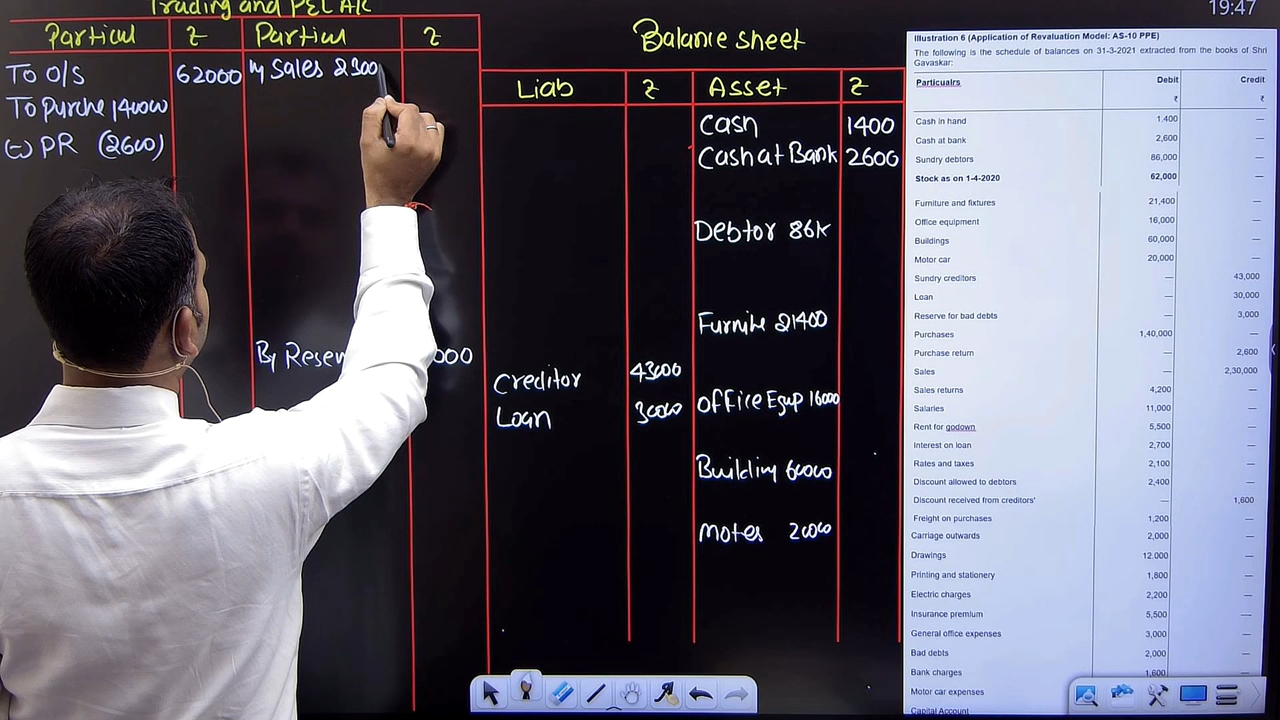 Trading and P&L A/c
Particul ₹ Particul ₹
To O/S 62000 By Sales 2300
To Purche 140000
(-) PR (2600)
By Reser 000
Balance sheet
Liab ₹ Asset ₹
Cash 1400
Cash at Bank 2600
Debtor 86k
Furnite 21400
Creditor 43000
Loan 30000
office Equp 16000
Building 60000
Motes 20000
19:47
Illustration 6 (Application of Revaluation Model: AS-10 PPE)
The following is the schedule of balances on 31-3-2021 extracted from the books of Shri
Gavaskar:
Particualrs Debit Credit
₹ ₹
Cash in hand 1.400 —
Cash at bank 2,600 —
Sundry debtors 86,000 —
Stock as on 1-4-2020 62,000 —
Furniture and fixtures 21,400 —
Office equipment 16,000 —
Buildings 60,000 —
Motor car 20,000 —
Sundry creditors — 43,000
Loan — 30,000
Reserve for bad debts — 3,000
Purchases 1,40,000 —
Purchase return — 2,600
Sales — 2,30,000
Sales returns 4,200 —
Salaries 11,000 —
Rent for godown 5,500 —
Interest on loan 2,700 —
Rates and taxes 2,100 —
Discount allowed to debtors 2,400 —
Discount received from creditors' — 1,600
Freight on purchases 1,200 —
Carriage outwards 2,000 —
Drawings 12.000 —
Printing and stationery 1,800 —
Electric charges 2,200 —
Insurance premium 5,500 —
General office expenses 3,000 —
Bad debts 2,000 —
Bank charges 1,600 —
Motor car expenses
Capital Account